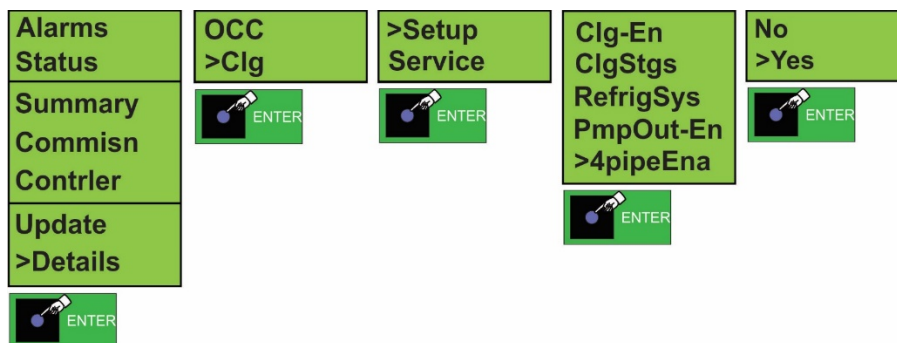 Alarms
Status
Summary
Commisn
Contrler
Update
>Details
ENTER
OCC
>Clg
ENTER
>Setup
Service
ENTER
Clg-En
ClgStgs
RefrigSys
PmpOut-En
>4pipeEna
ENTER
No
>Yes
ENTER